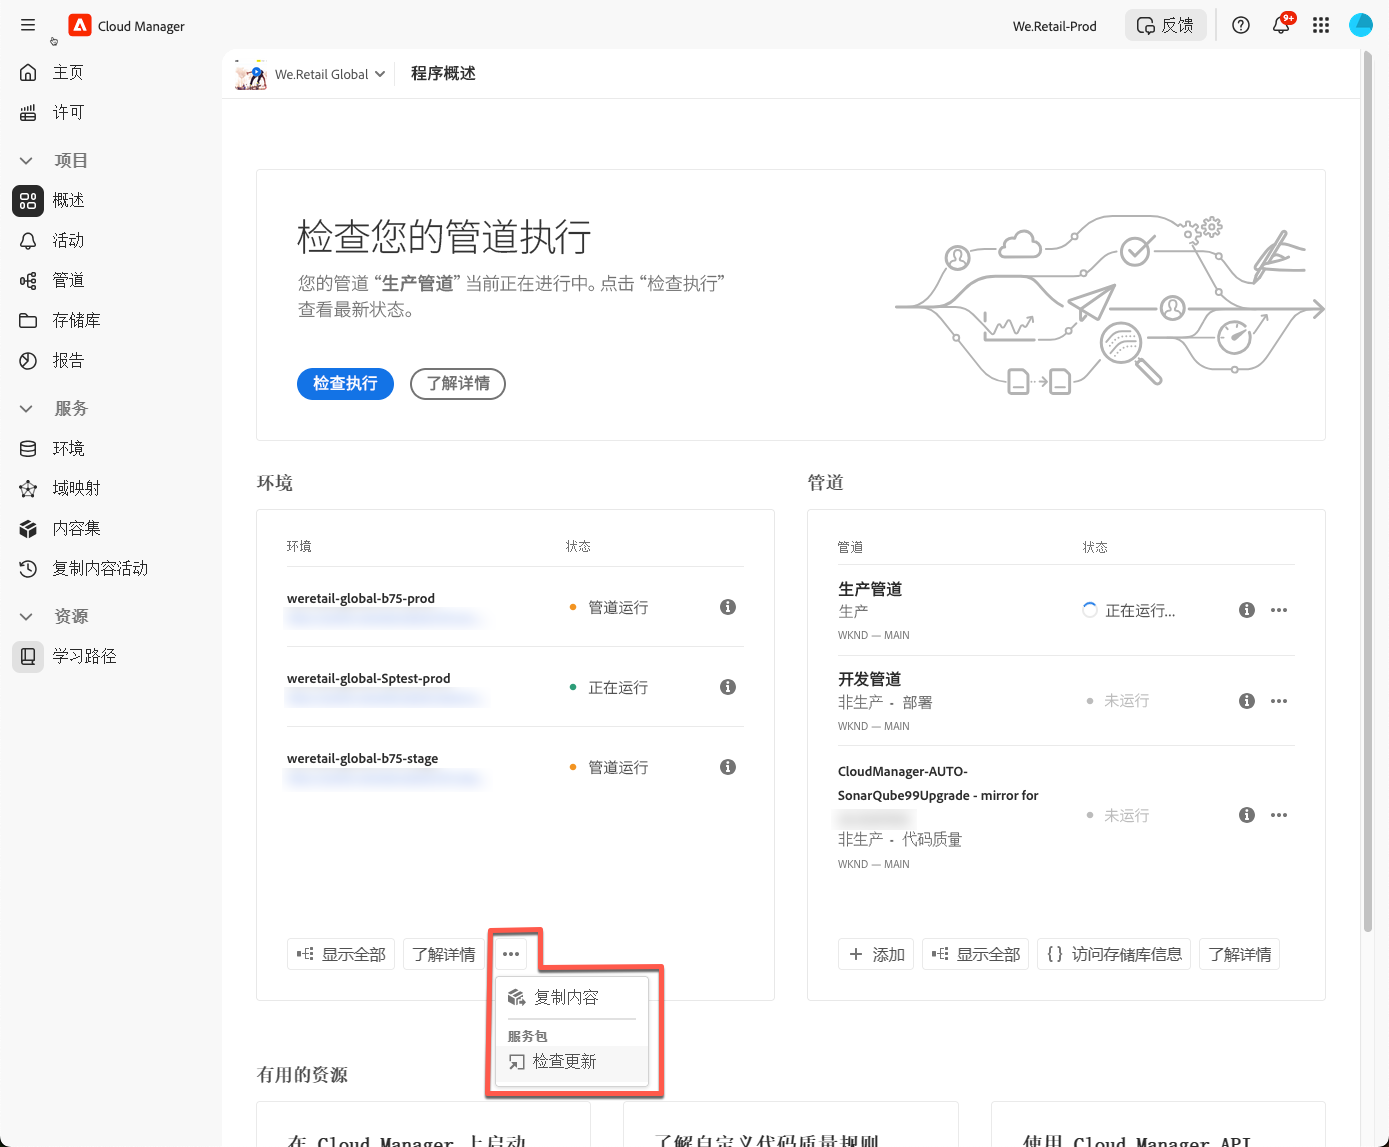 Cloud Manager
We.Retail-Prod
反馈
9+
主页
许可
项目
概述
活动
管道
存储库
报告
服务
环境
域映射
内容集
复制内容活动
资源
学习路径
We.Retail Global
程序概述
检查您的管道执行
您的管道 “生产管道” 当前正在进行中。点击 “检查执行”
查看最新状态。
检查执行
了解详情
环境
环境 状态
weretail-global-b75-prod
管道运行
weretail-global-Sptest-prod
正在运行
weretail-global-b75-stage
管道运行
显示全部
了解详情
复制内容
服务包
检查更新
管道
管道 状态
生产管道
生产
WKND — MAIN
正在运行...
开发管道
非生产 - 部署
WKND — MAIN
未运行
CloudManager-AUTO-
SonarQube99Upgrade - mirror for
非生产 - 代码质量
WKND — MAIN
未运行
添加
显示全部
访问存储库信息
了解详情
有用的资源
在 Cloud Manager 上启动
了解自定义代码质量规则
使用 Cloud Manager API